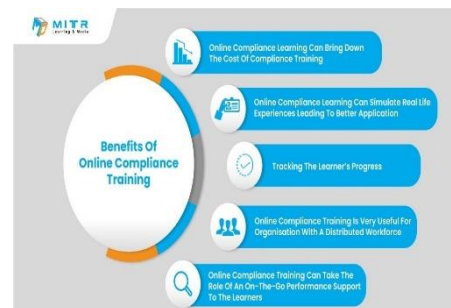 MITR
Learning & Media
Benefits Of
Online Compliance
Training
Online Compliance Learning Can Bring Down
The Cost Of Compliance Training
Online Compliance Learning Can Simulate Real Life
Experiences Leading To Better Application
Tracking The Learner's Progress
Online Compliance Training Is Very Useful For
Organisation With A Distributed Workforce
Online Compliance Training Can Take The
Role Of An On-The-Go Performance Support
To The Learners